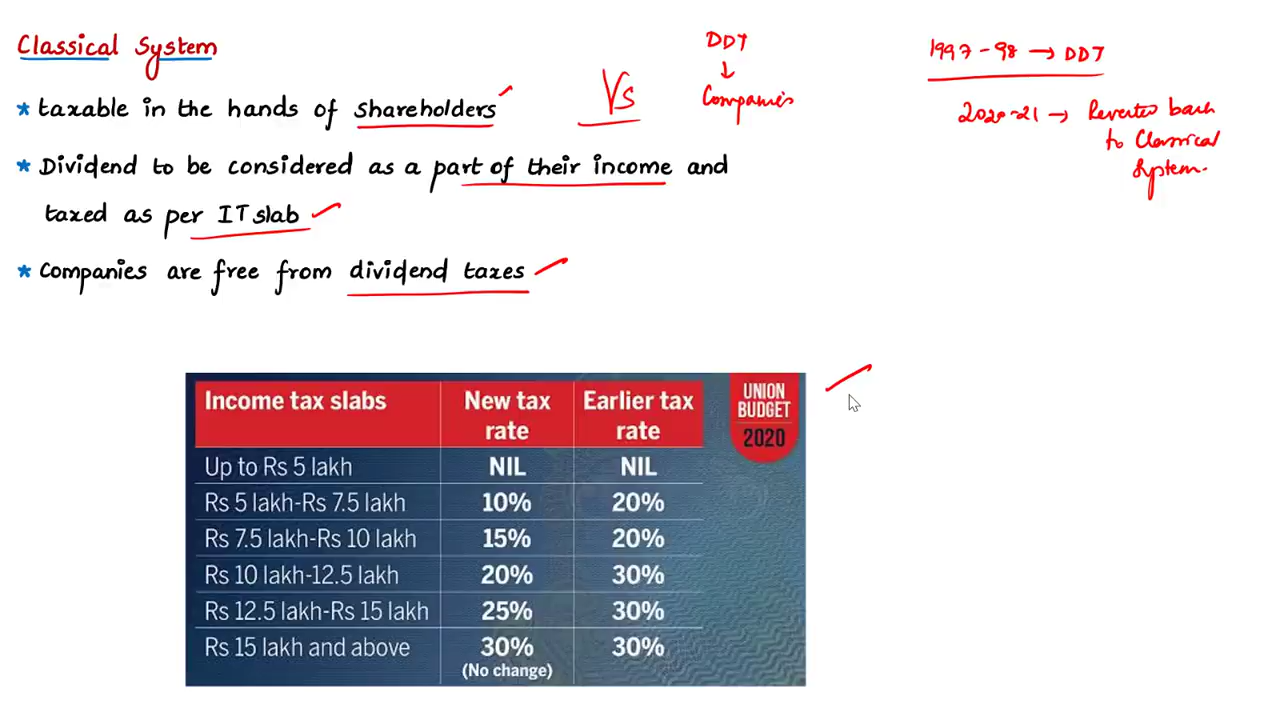 Classical System
* taxable in the hands of shareholders
Vs
DDT
↓
Companies
1997-98 → DDT
2020-21 → Reverted back
to Classical
System.
* Dividend to be considered as a part of their income and
taxed as per IT slab
* Companies are free from dividend taxes
Income tax slabs New tax rate Earlier tax rate
UNION
BUDGET
2020
Up to Rs 5 lakh NIL NIL
Rs 5 lakh-Rs 7.5 lakh 10% 20%
Rs 7.5 lakh-Rs 10 lakh 15% 20%
Rs 10 lakh-12.5 lakh 20% 30%
Rs 12.5 lakh-Rs 15 lakh 25% 30%
Rs 15 lakh and above 30% 30%
(No change)